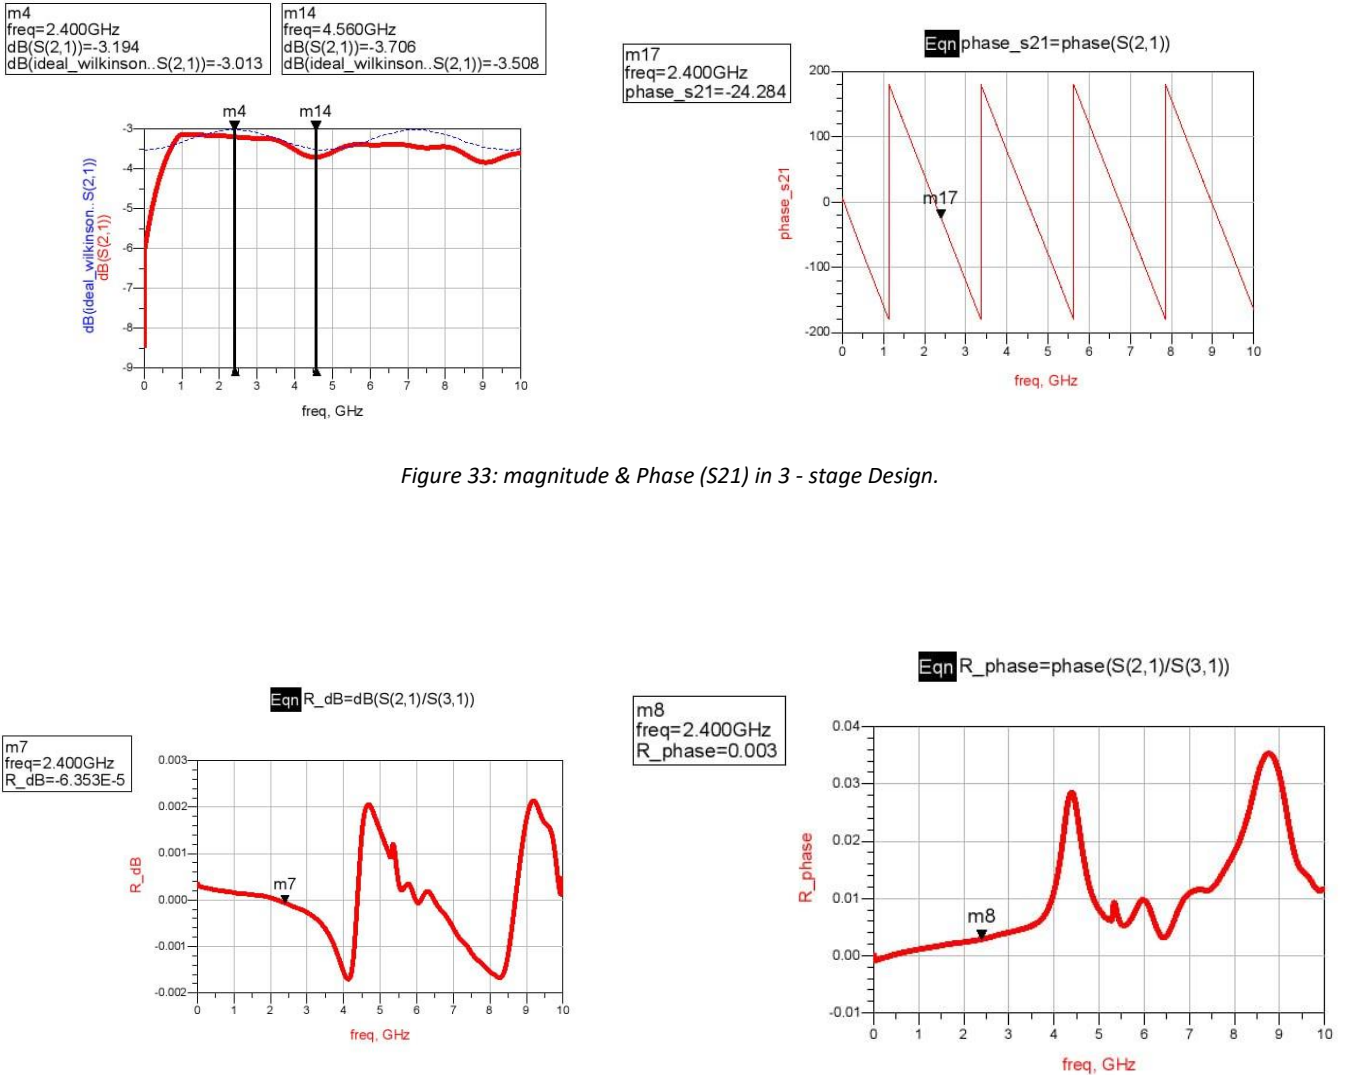 m4
freq=2.400GHz
dB(S(2,1))=-3.194
dB(ideal_wilkinson..S(2,1))=-3.013
m14
freq=4.560GHz
dB(S(2,1))=-3.706
dB(ideal_wilkinson..S(2,1))=-3.508
m4
m14
-3
-4
-5
-6
-7
-8
-9
dB(ideal_wilkinson..S(2,1))
dB(S(2,1))
0 1 2 3 4 5 6 7 8 9 10
freq, GHz
m17
freq=2.400GHz
phase_s21=-24.284
Eqn phase_s21=phase(S(2,1))
200
100
0
-100
-200
phase_s21
m17
0 1 2 3 4 5 6 7 8 9 10
freq, GHz
Figure 33: magnitude & Phase (S21) in 3 - stage Design.
Eqn R_dB=dB(S(2,1)/S(3,1))
m7
freq=2.400GHz
R_dB=-6.353E-5
0.003
0.002
0.001
0.000
-0.001
-0.002
R_dB
m7
0 1 2 3 4 5 6 7 8 9 10
freq, GHz
Eqn R_phase=phase(S(2,1)/S(3,1))
m8
freq=2.400GHz
R_phase=0.003
0.04
0.03
0.02
0.01
0.00
-0.01
R_phase
m8
0 1 2 3 4 5 6 7 8 9 10
freq, GHz